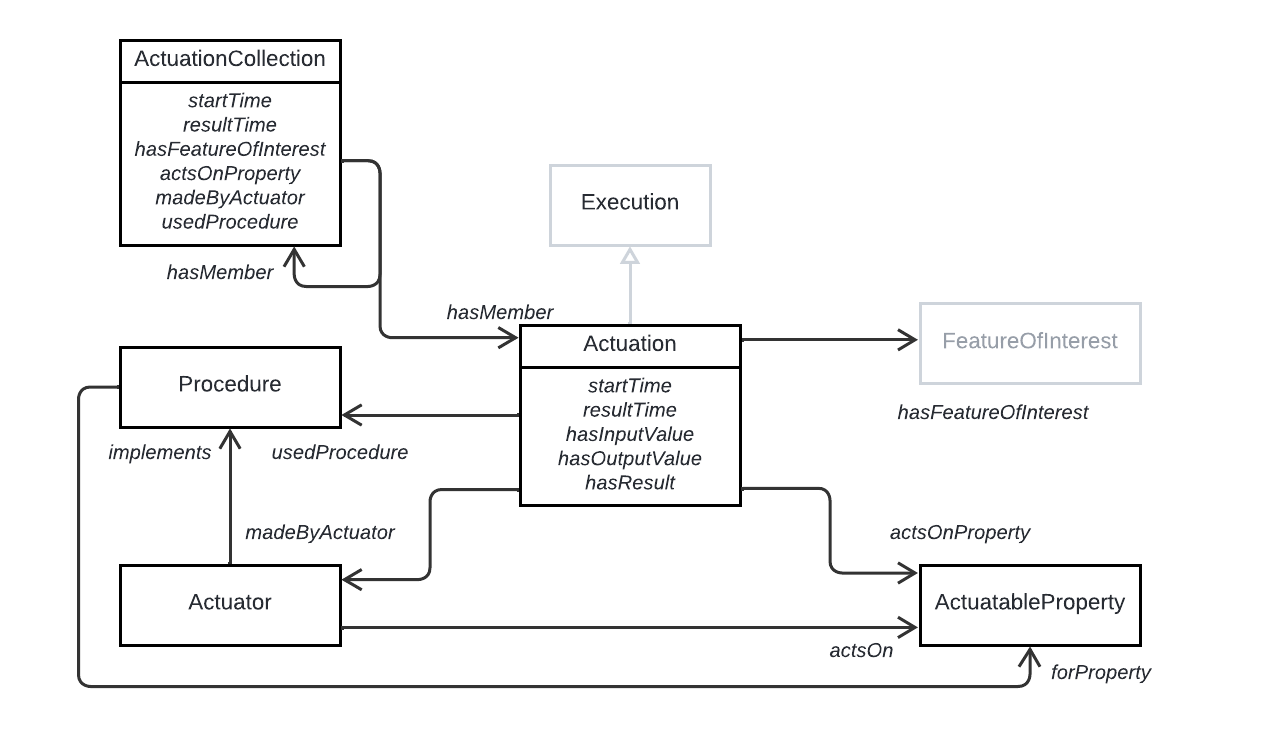 ActuationCollection
startTime
resultTime
hasFeatureOfInterest
actsOnProperty
madeByActuator
usedProcedure
hasMember
Execution
hasMember
Actuation
startTime
resultTime
hasInputValue
hasOutputValue
hasResult
FeatureOfInterest
hasFeatureOfInterest
Procedure
implements
usedProcedure
madeByActuator
actsOnProperty
Actuator
ActuatableProperty
actsOn
forProperty